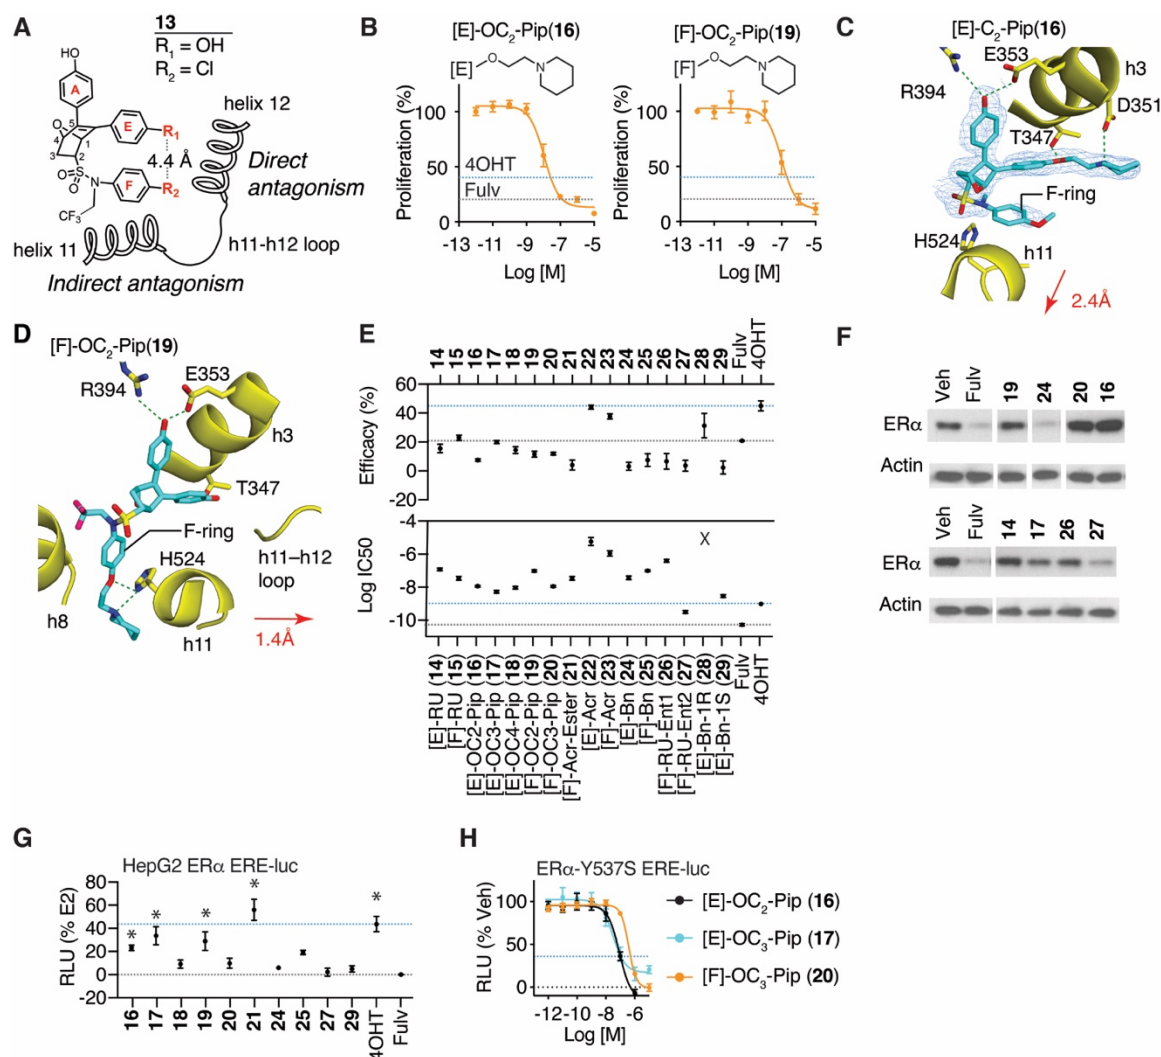 A
13
R1 = OH
R2 = Cl
HO
A
E
R1
F
R2
O
5
4
1
3
2
O
S
O
N
CF3
4.4 Å
helix 12
Direct
antagonism
helix 11
h11-h12 loop
Indirect antagonism
B
[E]-OC2-Pip(16)
[F]-OC2-Pip(19)
[E] O N
[F] O N
Proliferation (%)
100
50
0
4OHT
Fulv
-13 -11 -9 -7 -5
Log [M]
Proliferation (%)
100
50
0
-13 -11 -9 -7 -5
Log [M]
C
[E]-C2-Pip(16)
E353
h3
R394
D351
T347
F-ring
H524
h11
2.4Å
D
[F]-OC2-Pip(19)
R394
E353
h3
T347
F-ring
H524
h11–h12
loop
h8
h11
1.4Å
E
14 15 16 17 18 19 20 21 22 23 24 25 26 27 28 29 Fulv 4OHT
Efficacy (%)
60
40
20
0
-20
Log IC50
-4
-6
-8
-10
X
[E]-RU (14)
[F]-RU (15)
[E]-OC2-Pip (16)
[E]-OC3-Pip (17)
[E]-OC4-Pip (18)
[F]-OC2-Pip (19)
[F]-OC3-Pip (20)
[F]-Acr-Ester (21)
[E]-Acr (22)
[F]-Acr (23)
[E]-Bn (24)
[F]-Bn (25)
[F]-RU-Ent1 (26)
[F]-RU-Ent2 (27)
[E]-Bn-1R (28)
[E]-Bn-1S (29)
Fulv
4OHT
F
Veh Fulv 19 24 20 16
ERα
Actin
Veh Fulv 14 17 26 27
ERα
Actin
G
HepG2 ERα ERE-luc
RLU (% E2)
80
60
40
20
0
-20
* * * * *
16 17 18 19 20 21 24 25 27 29 4OHT Fulv
H
ERα-Y537S ERE-luc
RLU (% Veh)
100
50
0
-12 -10 -8 -6
Log [M]
[E]-OC2-Pip (16)
[E]-OC3-Pip (17)
[F]-OC3-Pip (20)